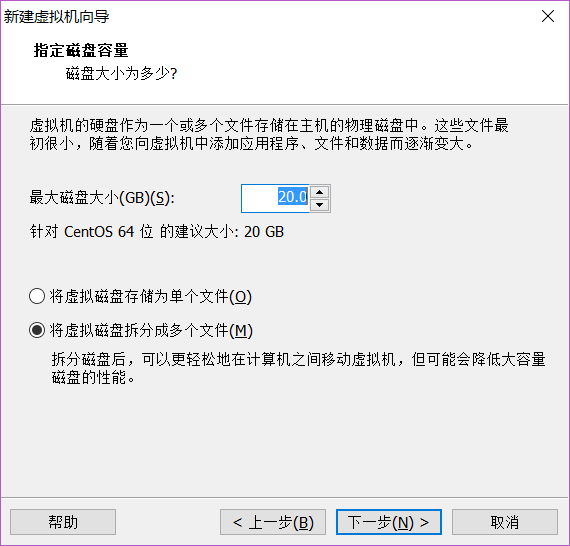 新建虚拟机向导
指定磁盘容量
磁盘大小为多少?
虚拟机的硬盘作为一个或多个文件存储在主机的物理磁盘中。这些文件最
初很小，随着您向虚拟机中添加应用程序、文件和数据而逐渐变大。
最大磁盘大小(GB)(S): 20.0
针对 CentOS 64 位 的建议大小: 20 GB
将虚拟磁盘存储为单个文件(O)
将虚拟磁盘拆分成多个文件(M)
拆分磁盘后，可以更轻松地在计算机之间移动虚拟机，但可能会降低大容量
磁盘的性能。
帮助 < 上一步(B) 下一步(N) > 取消